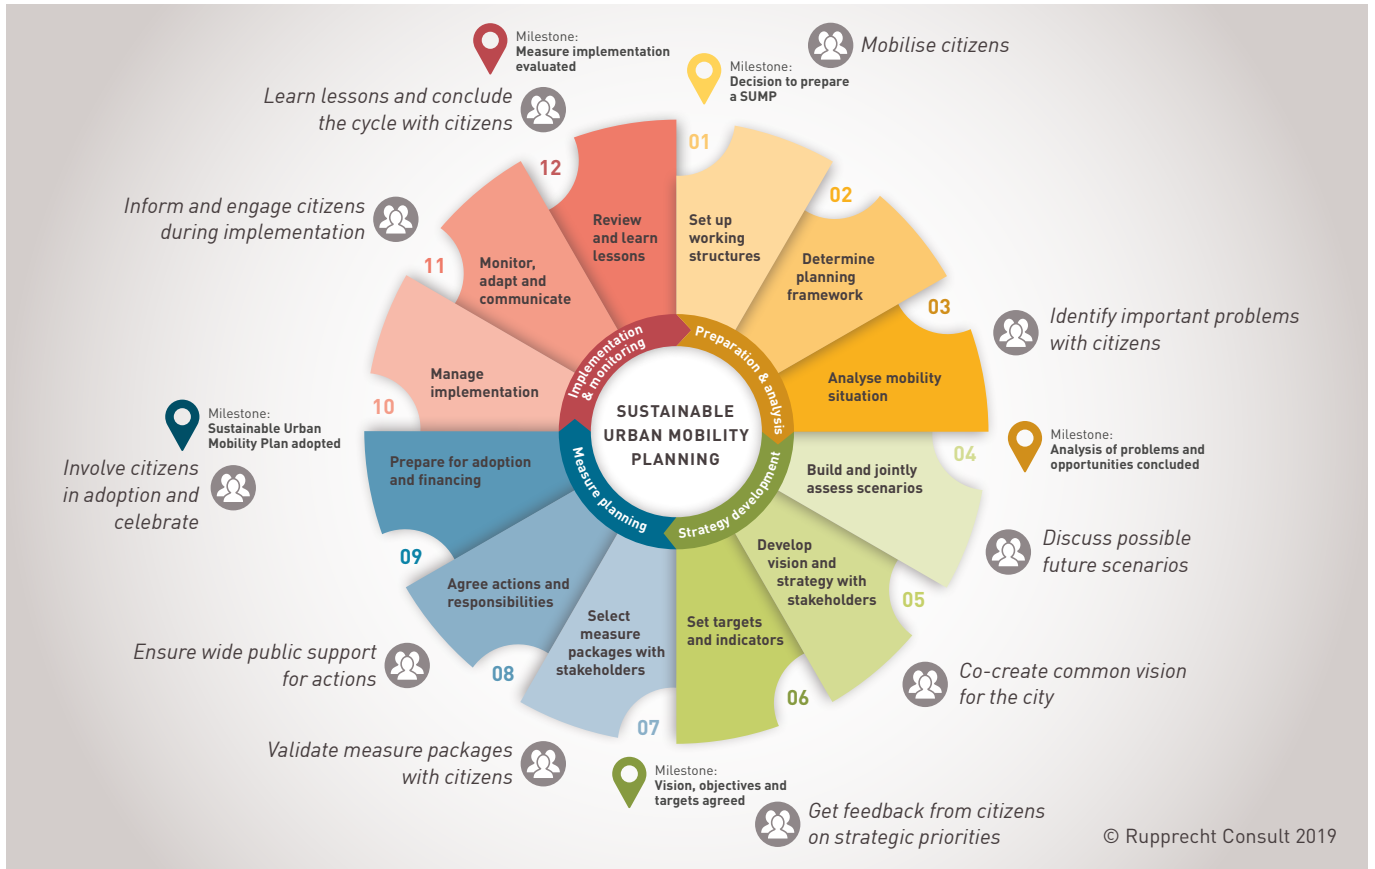 SUSTAINABLE
URBAN MOBILITY
PLANNING
Preparation & analysis
Strategy development
Measure planning
Implementation
& monitoring
Milestone:
Decision to prepare
a SUMP
Mobilise citizens
01
Set up
working
structures
02
Determine
planning
framework
03
Analyse mobility
situation
Identify important problems
with citizens
Milestone:
Analysis of problems and
opportunities concluded
04
Build and jointly
assess scenarios
Discuss possible
future scenarios
05
Develop
vision and
strategy with
stakeholders
Co-create common vision
for the city
06
Set targets
and indicators
Get feedback from citizens
on strategic priorities
Milestone:
Vision, objectives and
targets agreed
07
Select
measure
packages with
stakeholders
Validate measure packages
with citizens
08
Agree actions and
responsibilities
Ensure wide public support
for actions
09
Prepare for adoption
and financing
Involve citizens
in adoption and
celebrate
Milestone:
Sustainable Urban
Mobility Plan adopted
10
Manage
implementation
11
Monitor,
adapt and
communicate
Inform and engage citizens
during implementation
12
Review
and learn
lessons
Learn lessons and conclude
the cycle with citizens
Milestone:
Measure implementation
evaluated
© Rupprecht Consult 2019